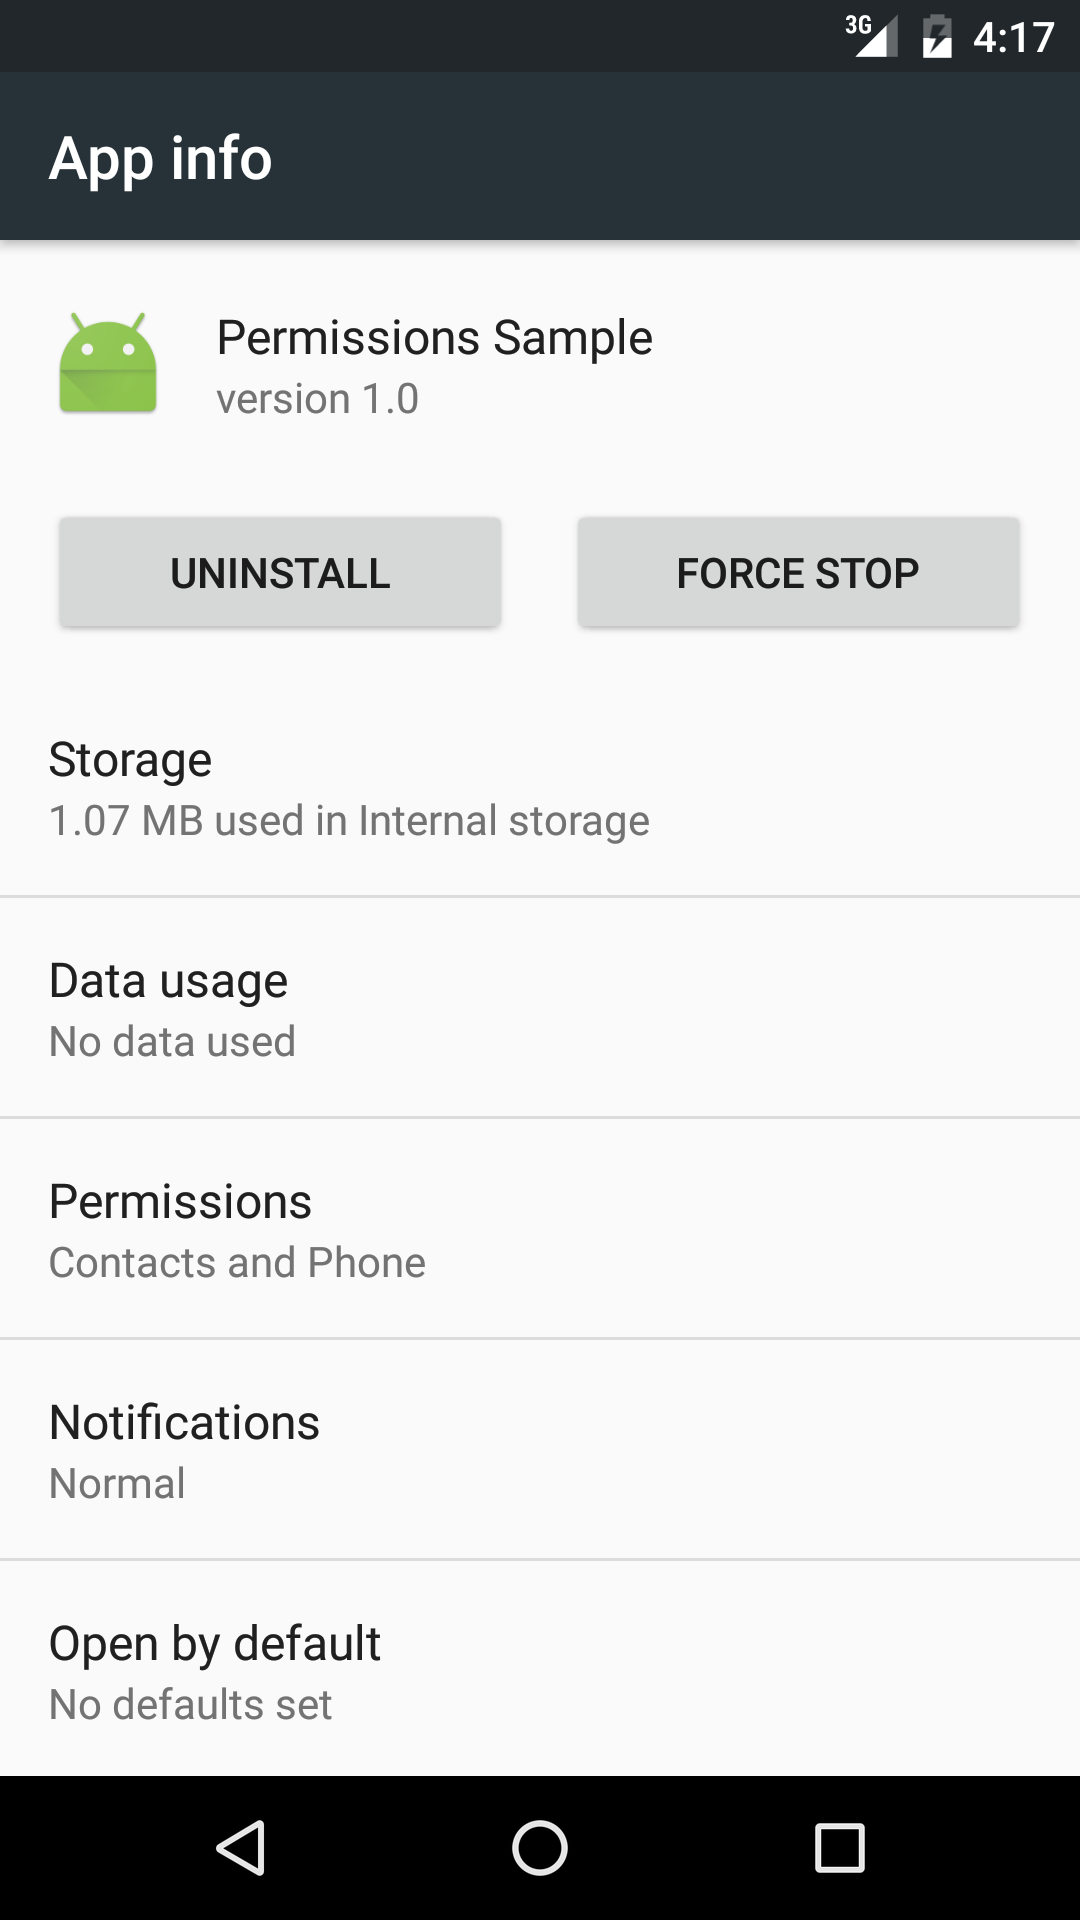 3G 4:17
App info
Permissions Sample
version 1.0
UNINSTALL FORCE STOP
Storage
1.07 MB used in Internal storage
Data usage
No data used
Permissions
Contacts and Phone
Notifications
Normal
Open by default
No defaults set